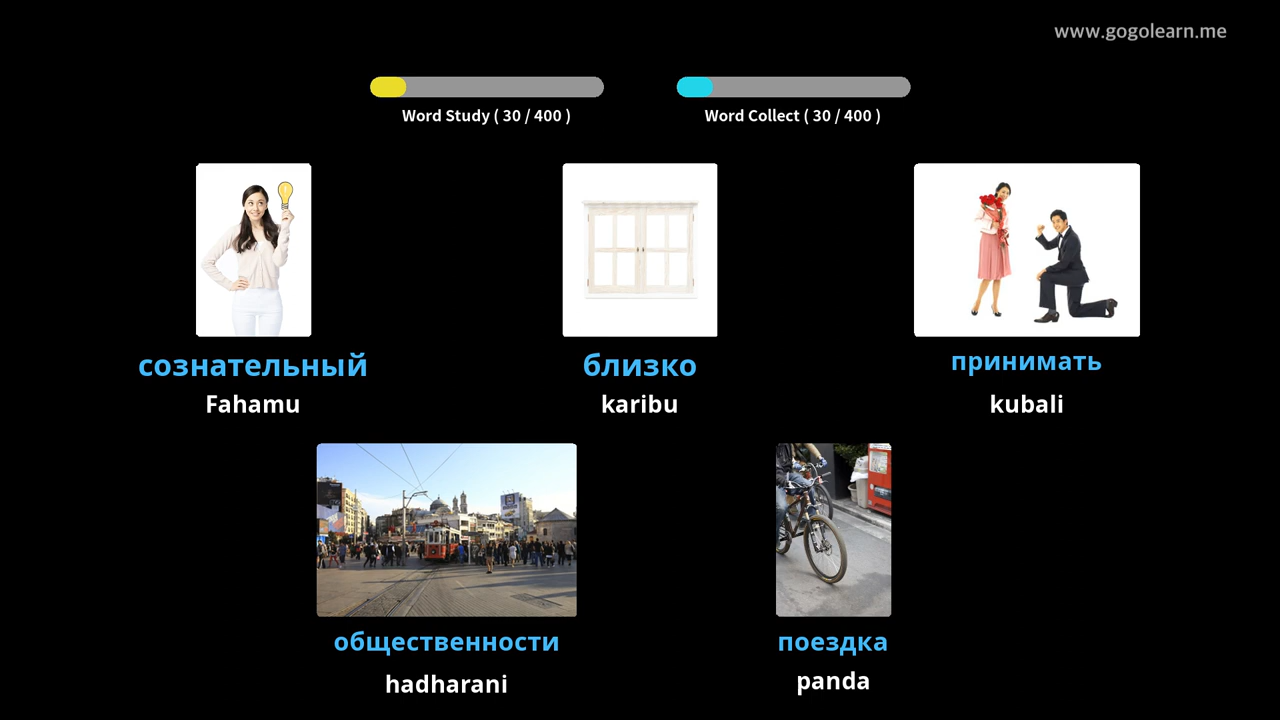 www.gogolearn.me
Word Study ( 30 / 400 )
Word Collect ( 30 / 400 )
сознательный
Fahamu
близко
karibu
принимать
kubali
общественности
hadharani
поездка
panda